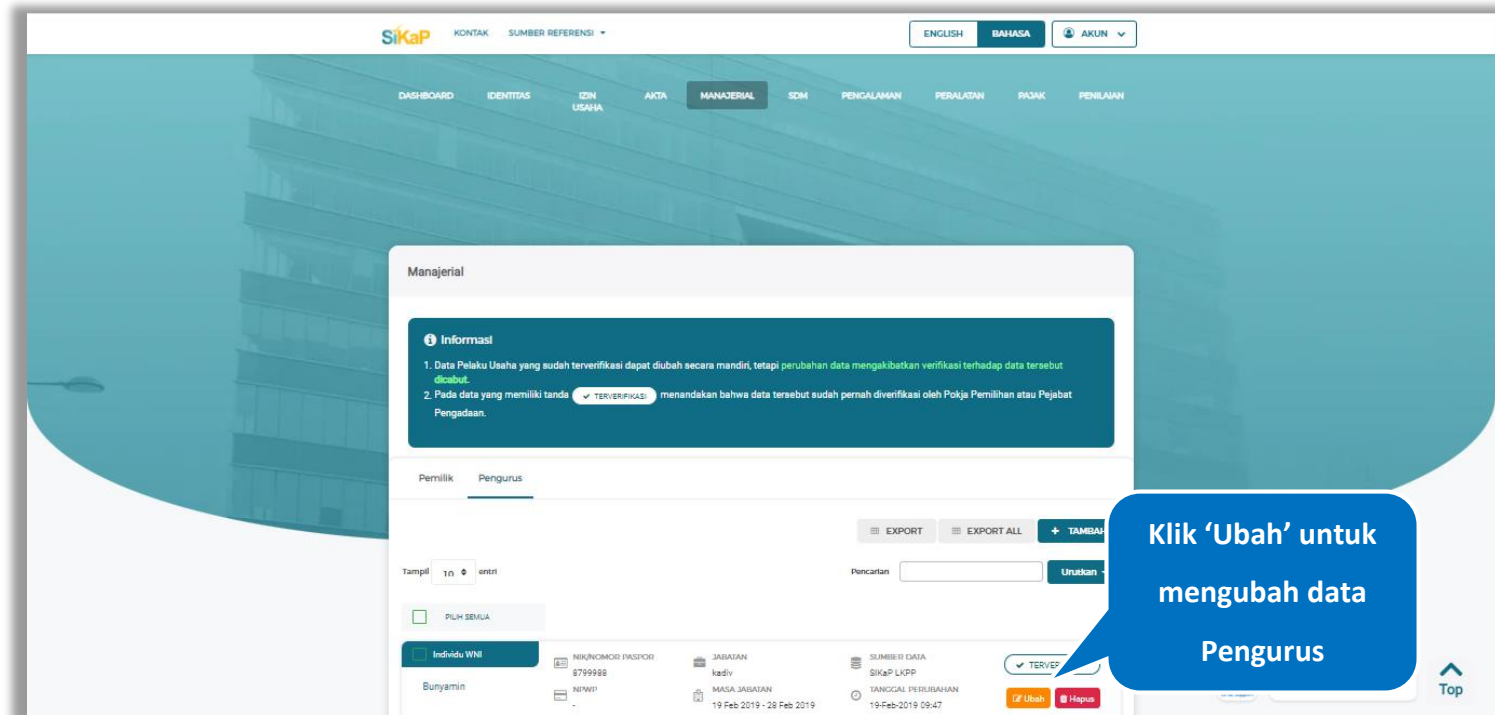 SiKaP KONTAK SUMBER REFERENSI ENGLISH BAHASA AKUN
DASHBOARD IDENTITAS IZIN USAHA AKTA MANAJERIAL SDM PENGALAMAN PERALATAN PAJAK PENILAIAN
Manajerial
Informasi
1. Data Pelaku Usaha yang sudah terverifikasi dapat diubah secara mandiri, tetapi perubahan data mengakibatkan verifikasi terhadap data tersebut
dicabut.
2. Pada data yang memiliki tanda TERVERIFIKASI menandakan bahwa data tersebut sudah pernah diverifikasi oleh Pokja Pemilihan atau Pejabat
Pengadaan.
Pemilik Pengurus
EXPORT EXPORT ALL + TAMBAH
Tampil 10 entri Pencarian Urutkan
PILIH SEMUA
Individu WNI
Bunyamin
NIK/NOMOR PASPOR
8799988
NPWP
-
JABATAN
kadiv
MASA JABATAN
19 Feb 2019 - 28 Feb 2019
SUMBER DATA
SIKaP LKPP
TANGGAL PERUBAHAN
19-Feb-2019 09:47
Ubah Hapus
Klik ‘Ubah’ untuk
mengubah data
Pengurus
Top